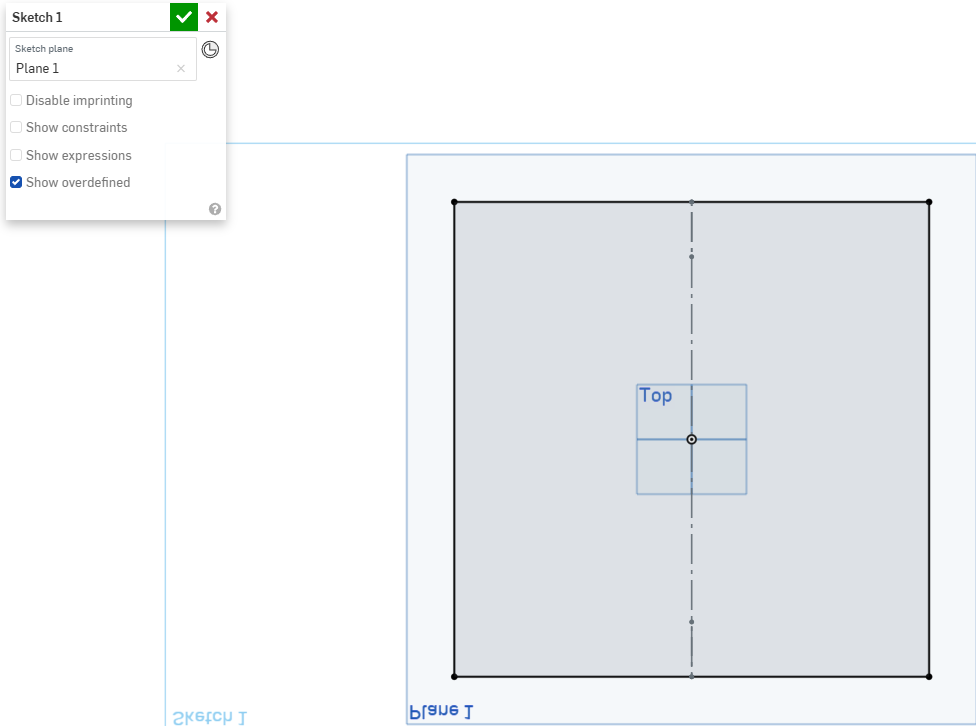 Sketch 1
Sketch plane
Plane 1
Disable imprinting
Show constraints
Show expressions
Show overdefined
Top
Plane 1
Sketch 1